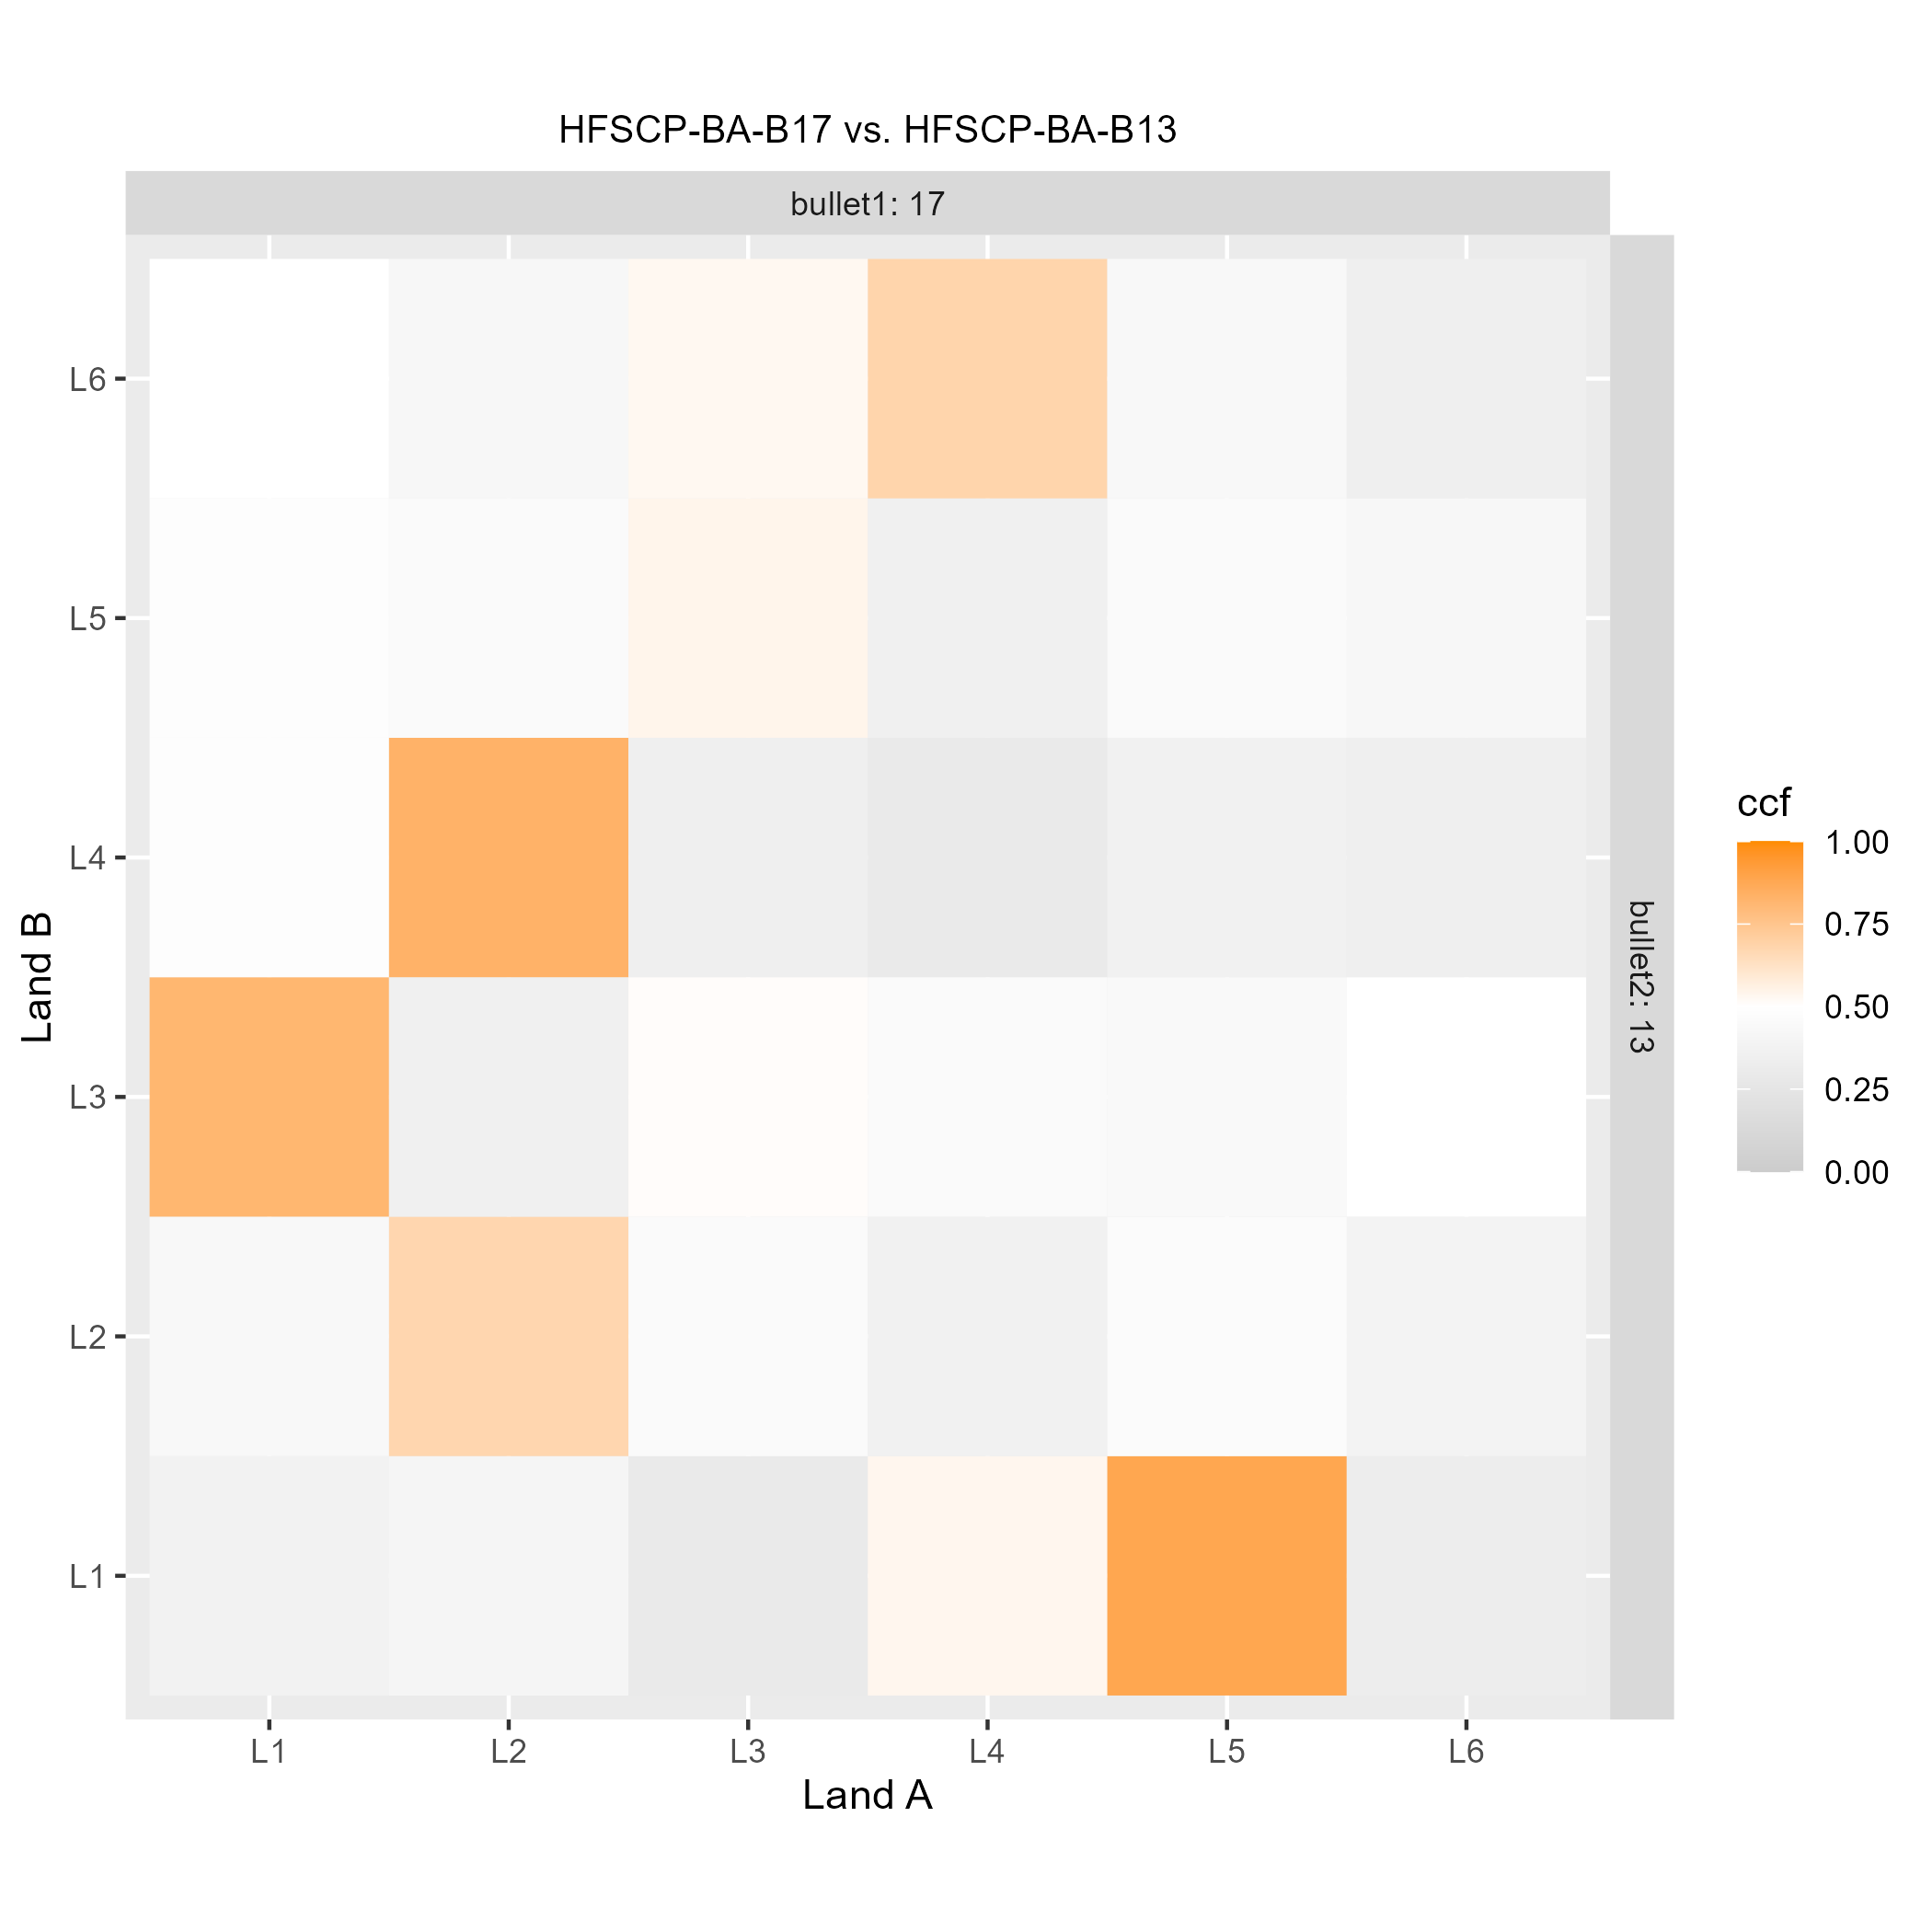 HFSCP-BA-B17 vs. HFSCP-BA-B13
bullet1: 17
L6
L5
L4
L3
L2
L1
Land B
L1 L2 L3 L4 L5 L6
Land A
bullet2: 13
ccf
1.00
0.75
0.50
0.25
0.00